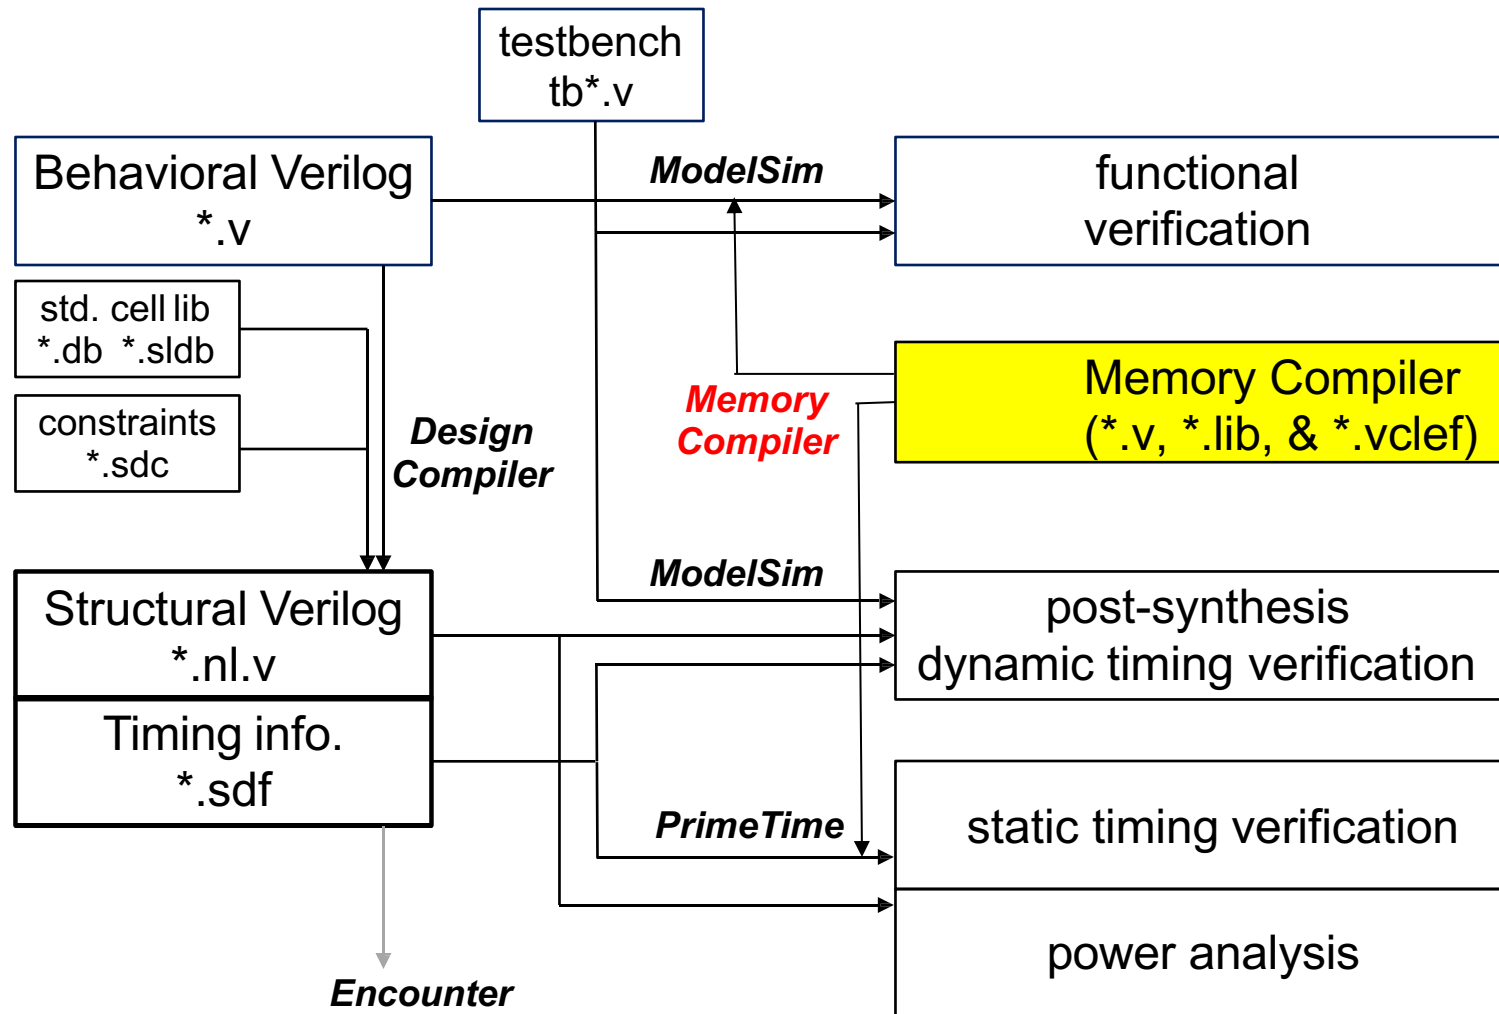 testbench
tb*.v
Behavioral Verilog
*.v
ModelSim
functional
verification
std. cell lib
*.db *.sldb
constraints
*.sdc
Design
Compiler
Memory
Compiler
Memory Compiler
(*.v, *.lib, & *.vclef)
Structural Verilog
*.nl.v
ModelSim
post-synthesis
dynamic timing verification
Timing info.
*.sdf
PrimeTime
static timing verification
power analysis
Encounter